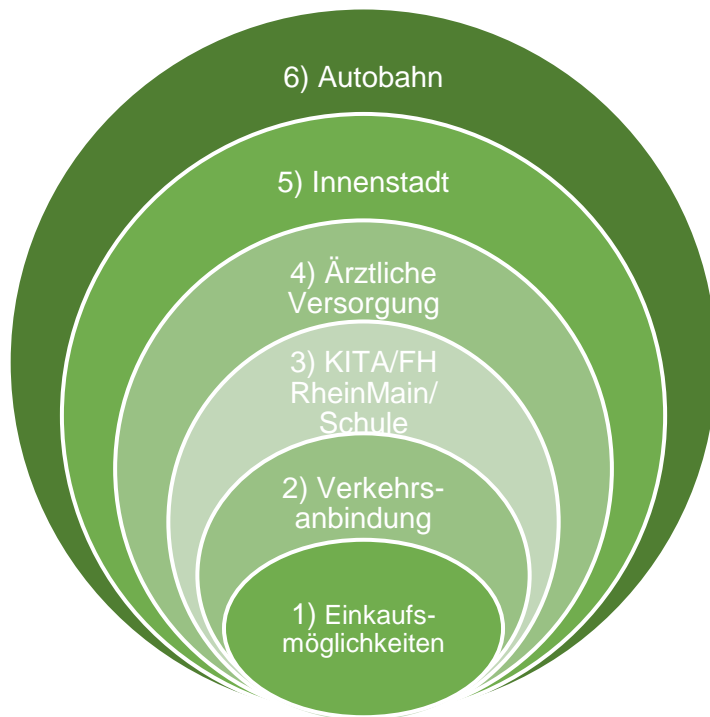 6) Autobahn
5) Innenstadt
4) Ärztliche
Versorgung
3) KITA/FH
RheinMain/
Schule
2) Verkehrs-
anbindung
1) Einkaufs-
möglichkeiten